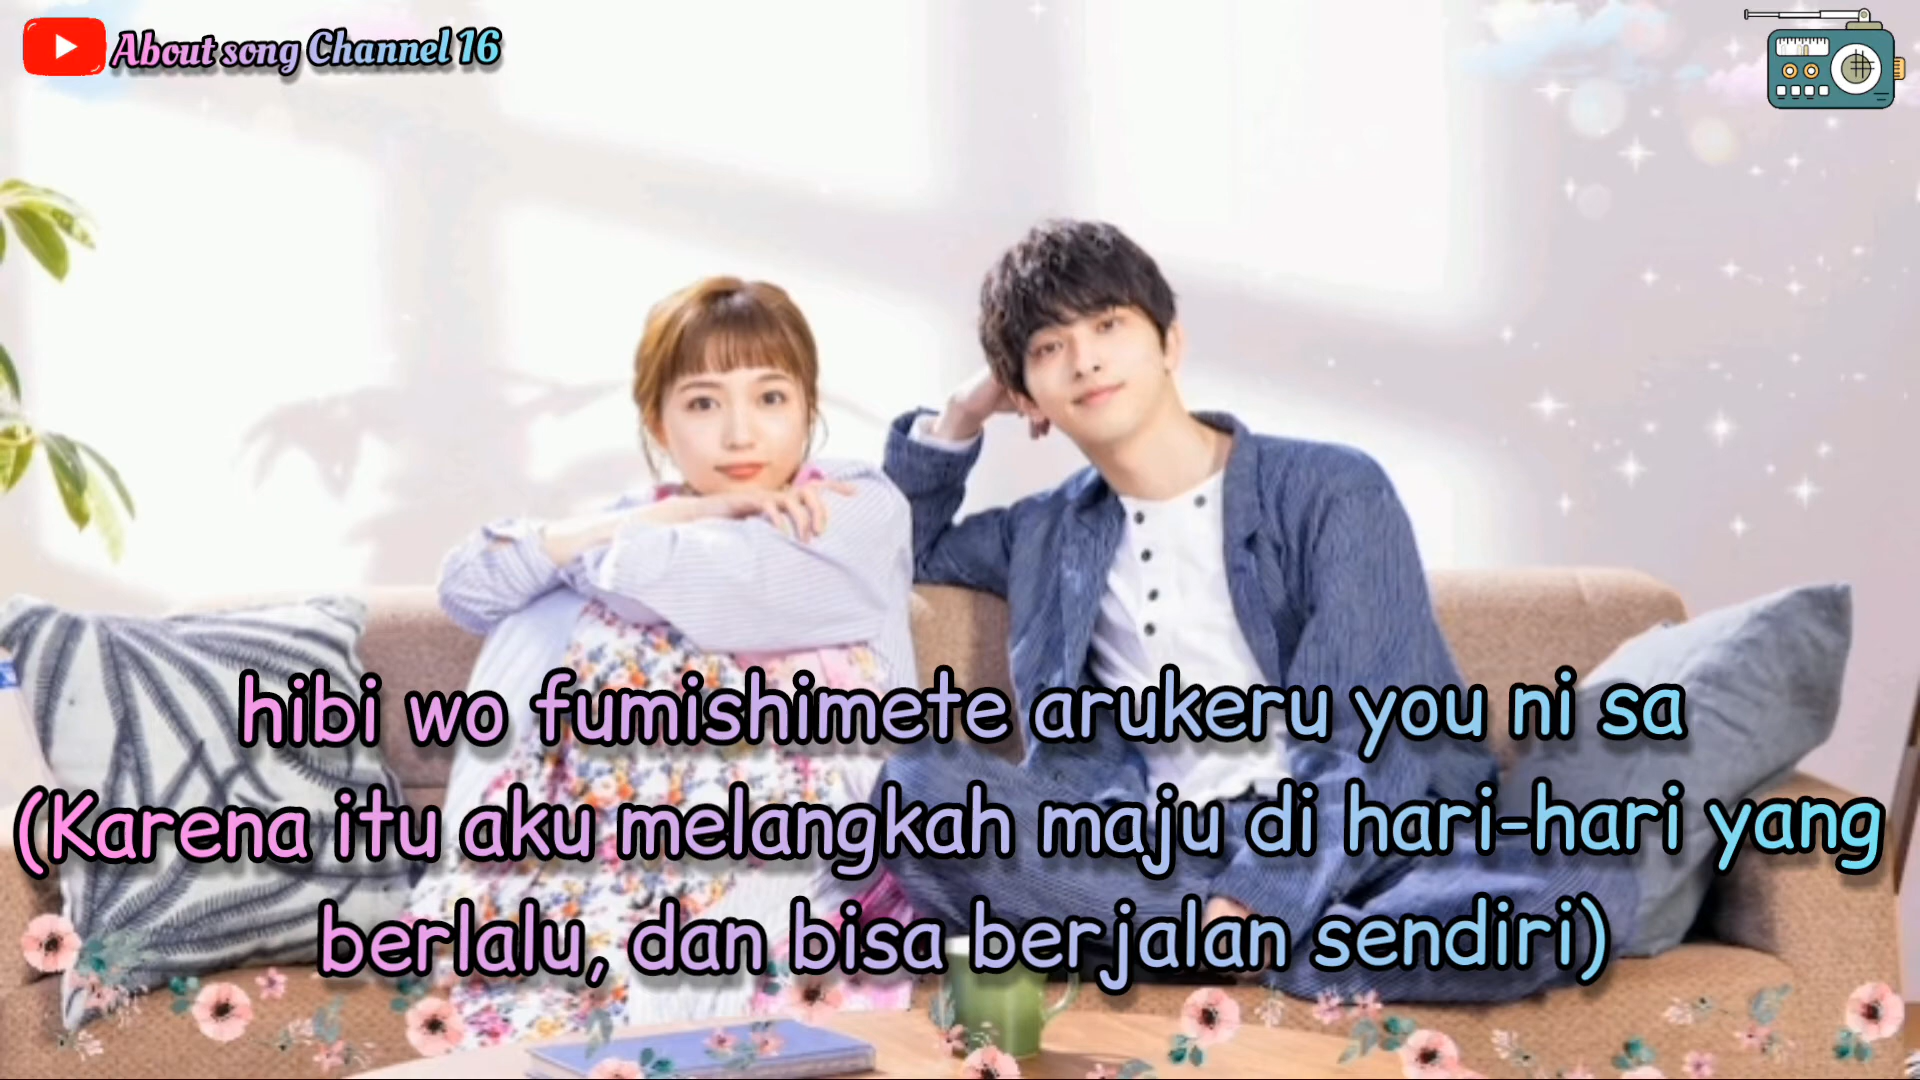 About song Channel 16
hibi wo fumishimete arukeru you ni sa
(Karena itu aku melangkah maju di hari-hari yang
berlalu, dan bisa berjalan sendiri)